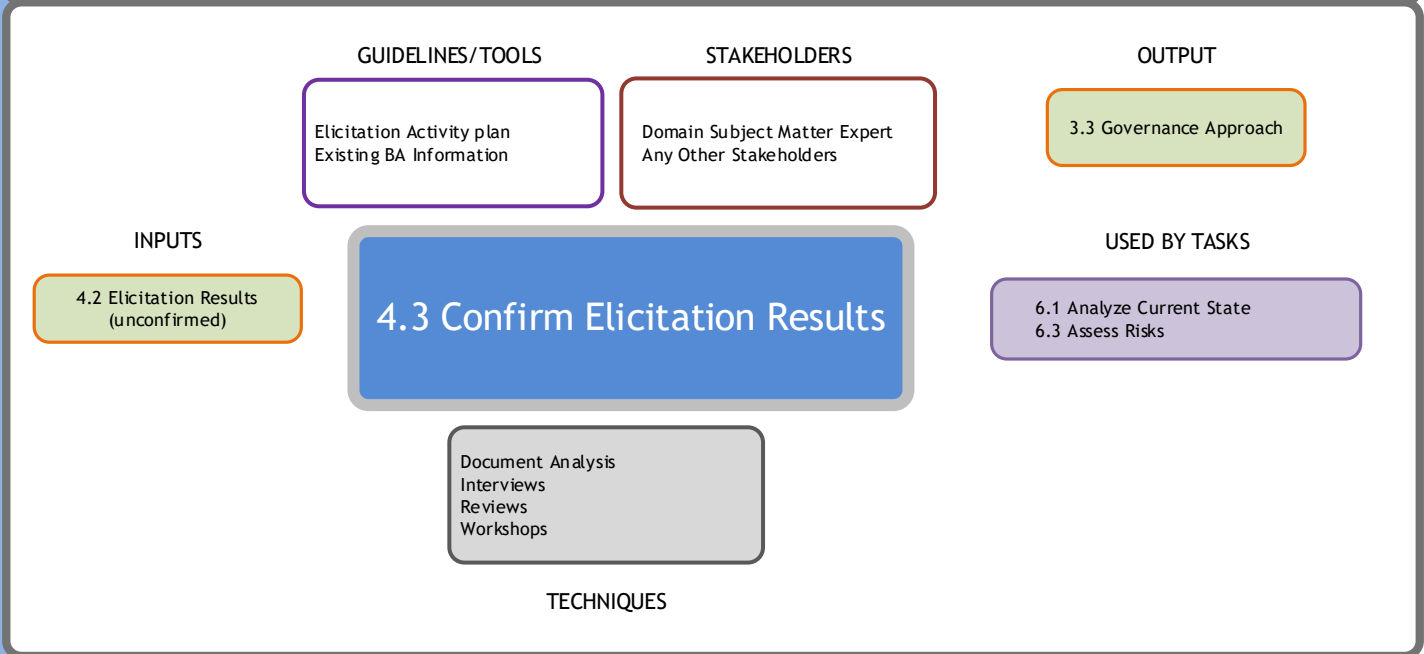 GUIDELINES/TOOLS
STAKEHOLDERS
OUTPUT
Elicitation Activity plan
Existing BA Information
Domain Subject Matter Expert
Any Other Stakeholders
3.3 Governance Approach
INPUTS
USED BY TASKS
4.2 Elicitation Results
(unconfirmed)
4.3 Confirm Elicitation Results
6.1 Analyze Current State
6.3 Assess Risks
Document Analysis
Interviews
Reviews
Workshops
TECHNIQUES